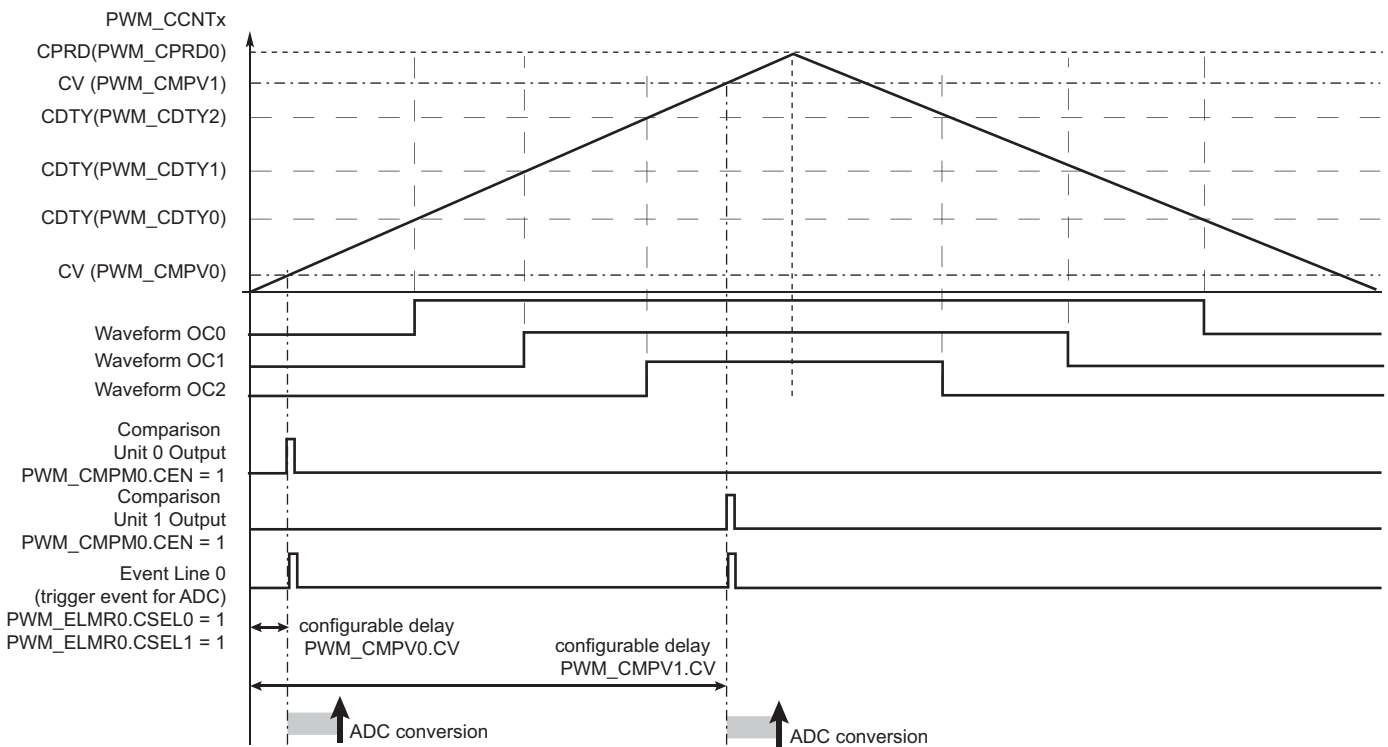 PWM_CCNTx
CPRD(PWM_CPRD0)
CV (PWM_CMPV1)
CDTY(PWM_CDTY2)
CDTY(PWM_CDTY1)
CDTY(PWM_CDTY0)
CV (PWM_CMPV0)
Waveform OC0
Waveform OC1
Waveform OC2
Comparison
Unit 0 Output
PWM_CMPM0.CEN = 1
Comparison
Unit 1 Output
PWM_CMPM0.CEN = 1
Event Line 0
(trigger event for ADC)
PWM_ELMR0.CSEL0 = 1
PWM_ELMR0.CSEL1 = 1
configurable delay
PWM_CMPV0.CV
configurable delay
PWM_CMPV1.CV
ADC conversion
ADC conversion